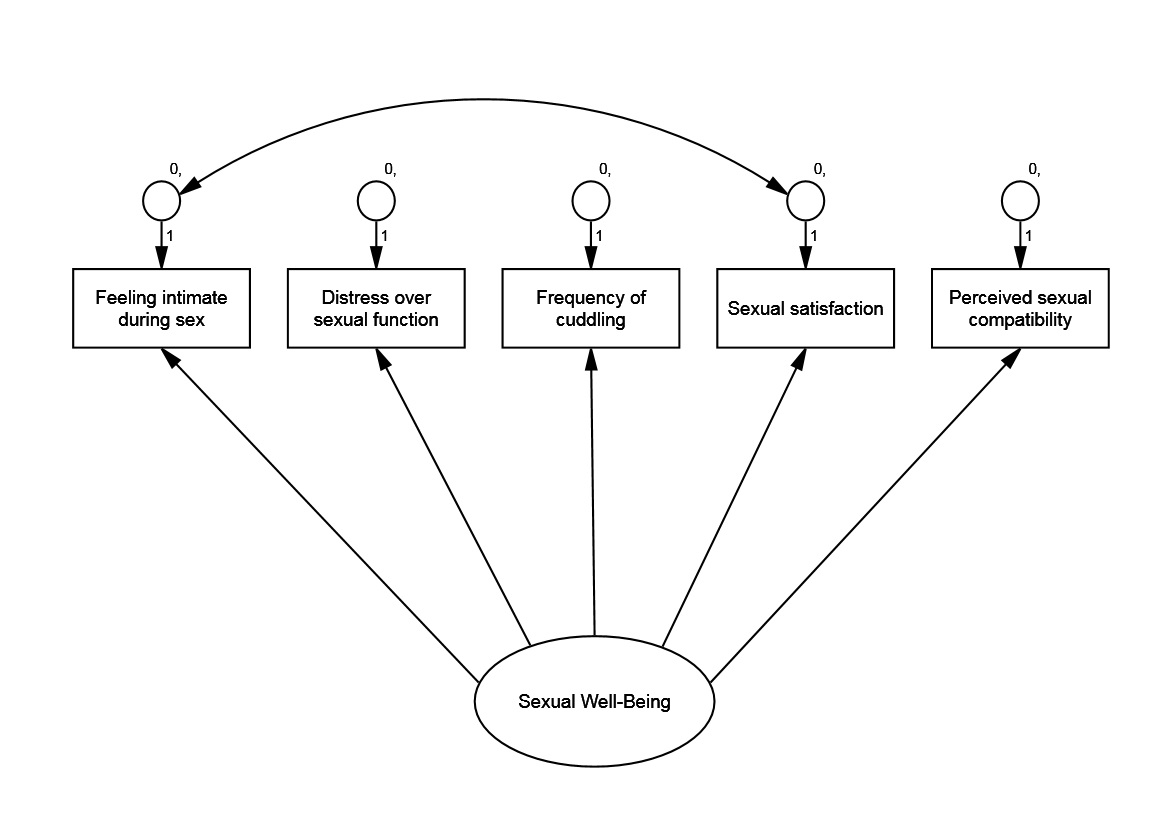 0,
0,
0,
0,
0,
1
1
1
1
1
Feeling intimate
during sex
Distress over
sexual function
Frequency of
cuddling
Sexual satisfaction
Perceived sexual
compatibility
Sexual Well-Being